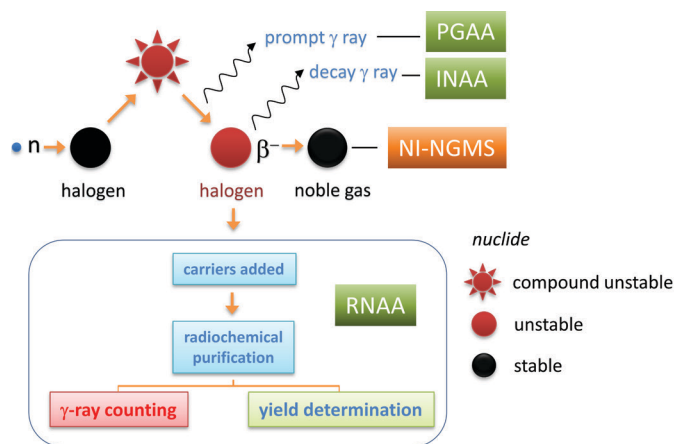 prompt γ ray
PGAA
decay γ ray
INAA
n
β⁻
NI-NGMS
halogen
halogen
noble gas
nuclide
carriers added
compound unstable
RNAA
unstable
radiochemical
purification
stable
γ-ray counting
yield determination